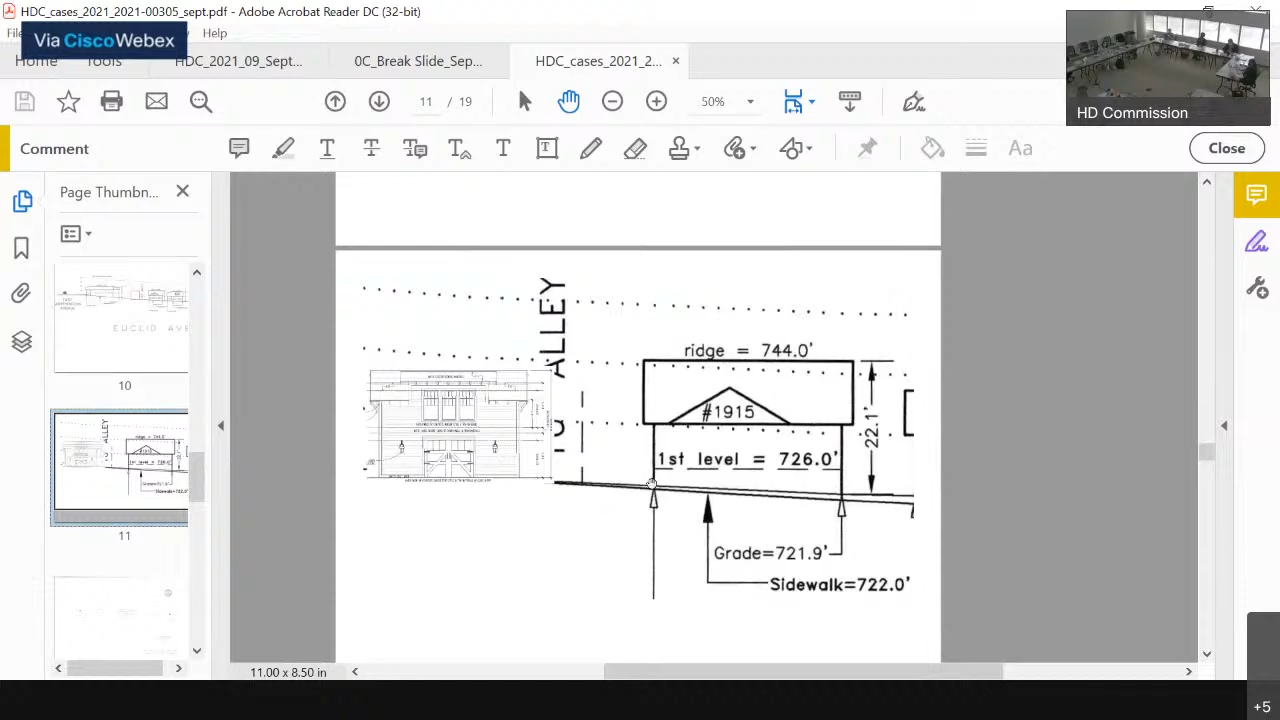 HDC_cases_2021_2021-00305_sept.pdf - Adobe Acrobat Reader DC (32-bit)
Via Cisco Webex
Help
Home
Tools
HDC_2021_09_Sept...
0C_Break Slide_Sep...
HDC_cases_2021_2...
11 / 19
50%
HD Commission
Comment
Close
Page Thumbn...
EUCLID AVE
10
11
ALLEY
ridge = 744.0'
#1915
22.1'
1st level = 726.0'
Grade=721.9'
Sidewalk=722.0'
11.00 x 8.50 in
+5